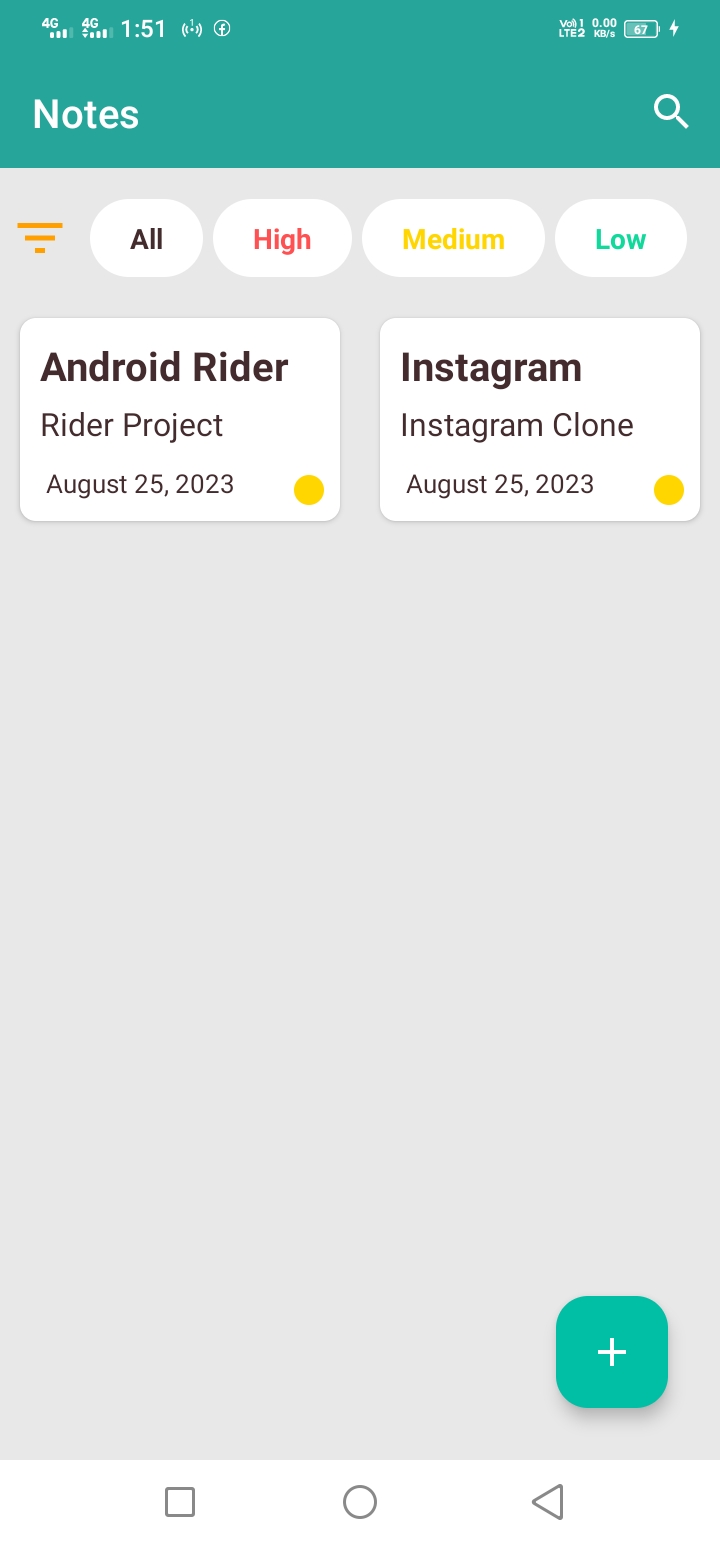 4G 4G 1:51 1 Vo)) 1 LTE2 0.00 KB/s 67
Notes
All High Medium Low
Android Rider Instagram
Rider Project Instagram Clone
August 25, 2023 August 25, 2023